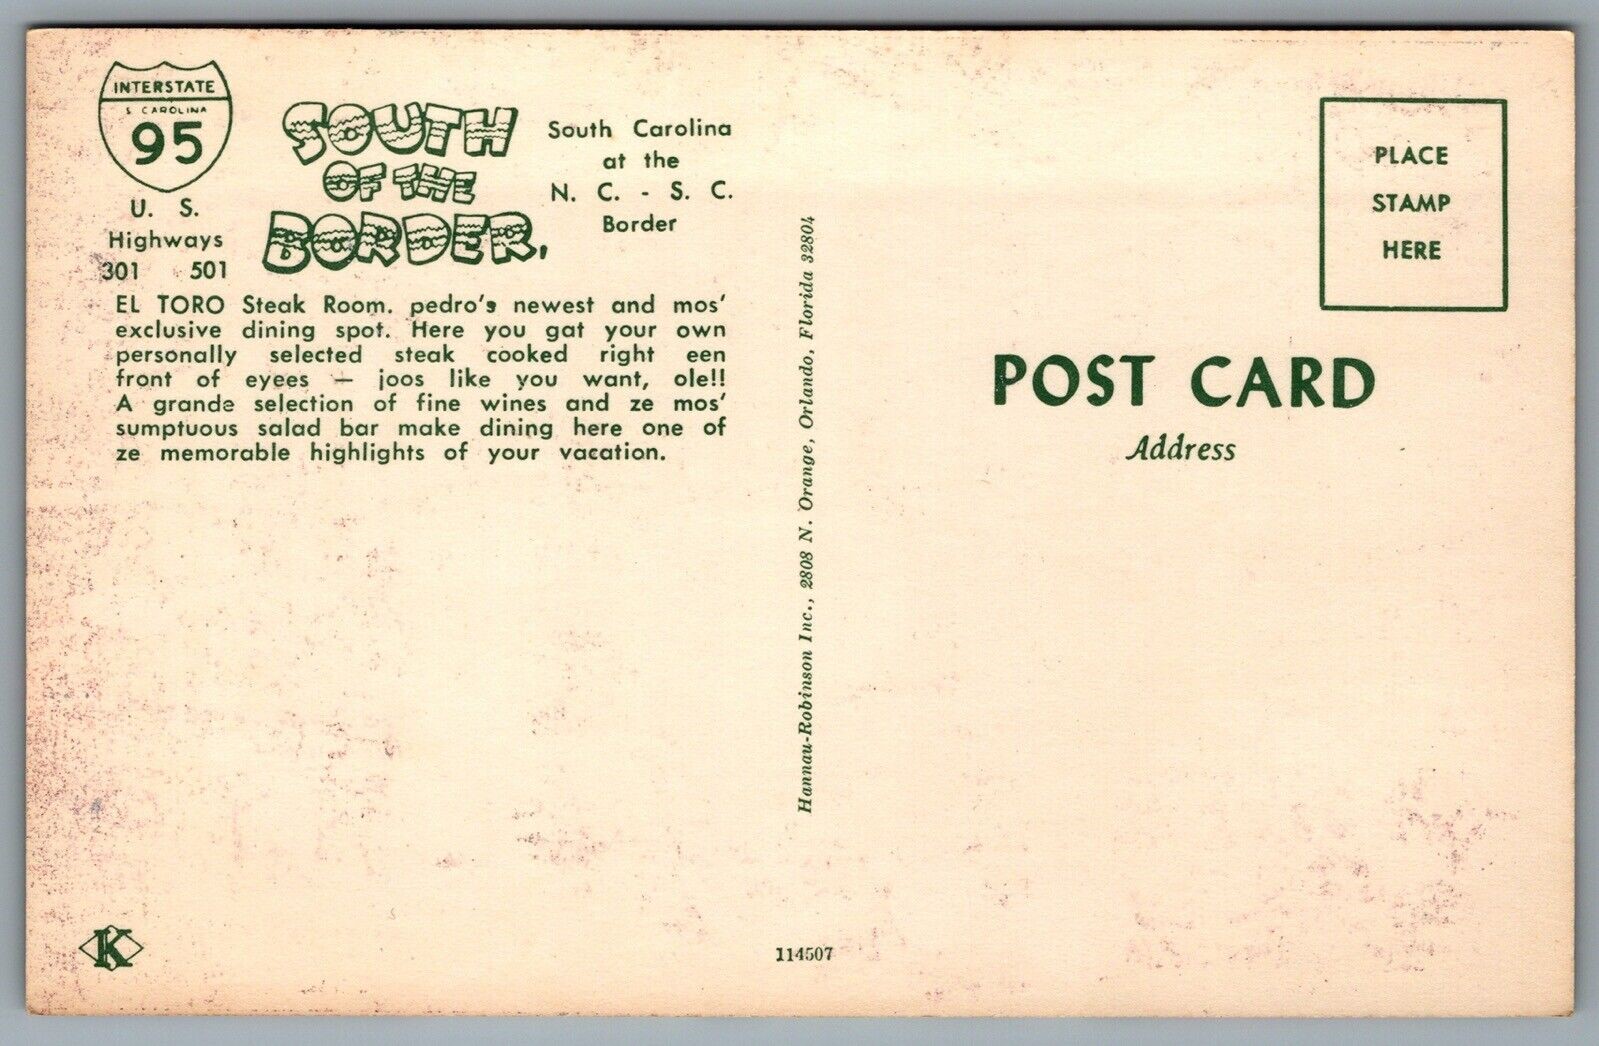 INTERSTATE
S CAROLINA
95
U. S.
Highways
301 501
SOUTH
OF THE
BORDER,
South Carolina
at the
N. C. - S. C.
Border
EL TORO Steak Room. pedro's newest and mos'
exclusive dining spot. Here you gat your own
personally selected steak cooked right een
front of eyees — joos like you want, ole!!
A grande selection of fine wines and ze mos'
sumptuous salad bar make dining here one of
ze memorable highlights of your vacation.
K
Hannau-Robinson Inc., 2808 N. Orange, Orlando, Florida 32804
114507
PLACE
STAMP
HERE
POST CARD
Address